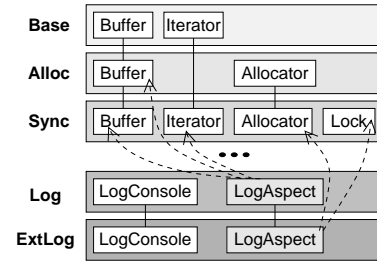 Base Buffer Iterator
Alloc Buffer Allocator
Sync Buffer Iterator Allocator Lock
...
Log LogConsole LogAspect
ExtLog LogConsole LogAspect